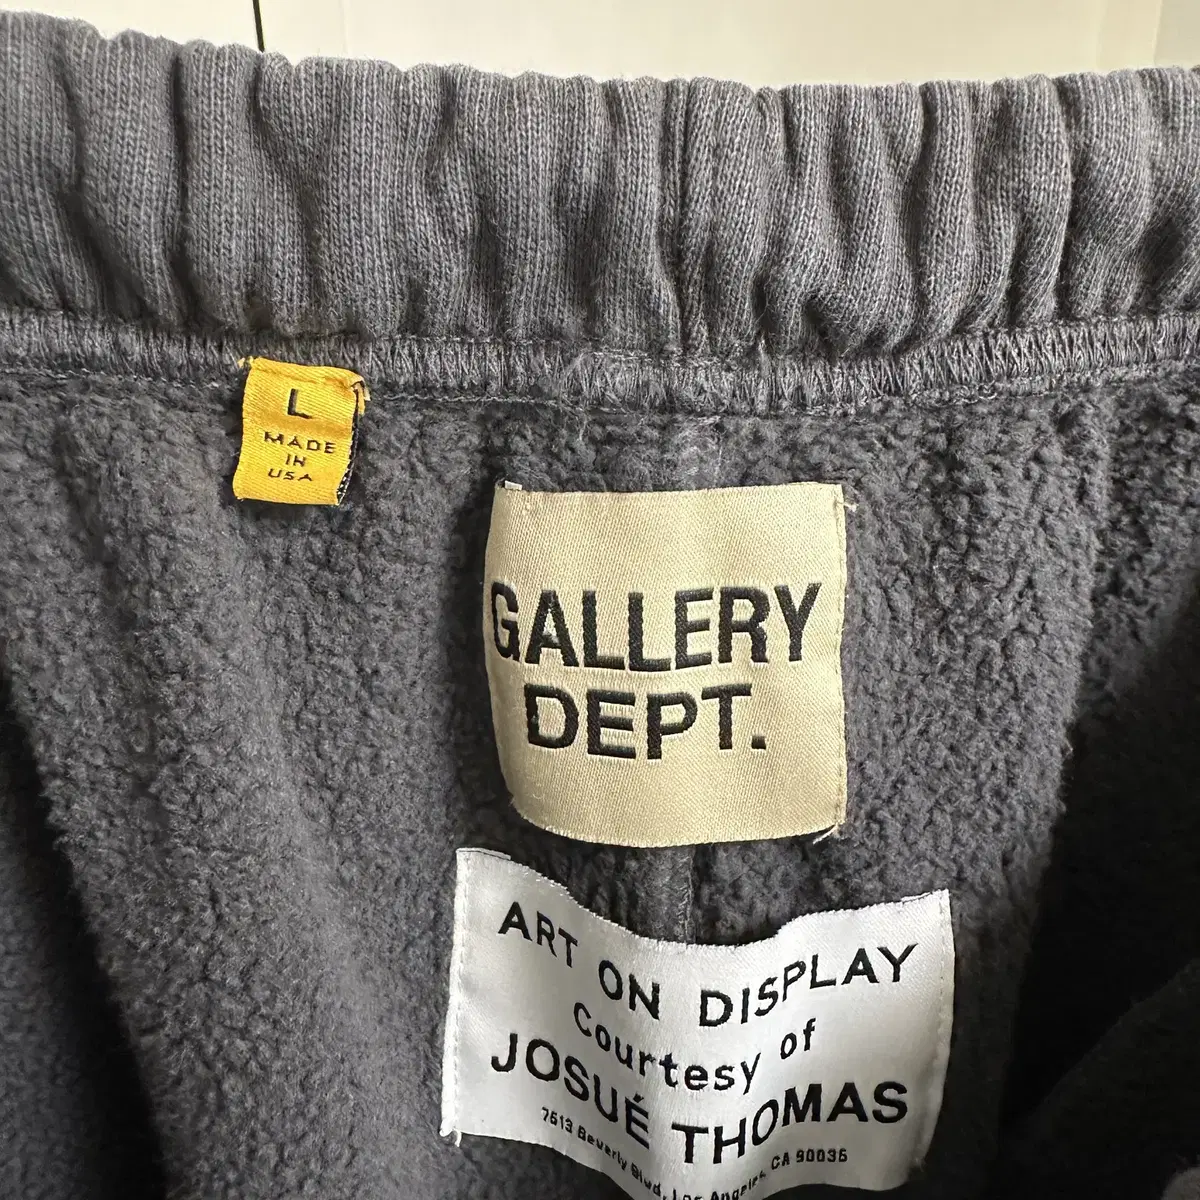 L
MADE
IN
USA
GALLERY
DEPT.
ART ON DISPLAY
Courtesy of
JOSUÉ THOMAS
7513 Beverly Blvd, Los Angeles, CA 90036